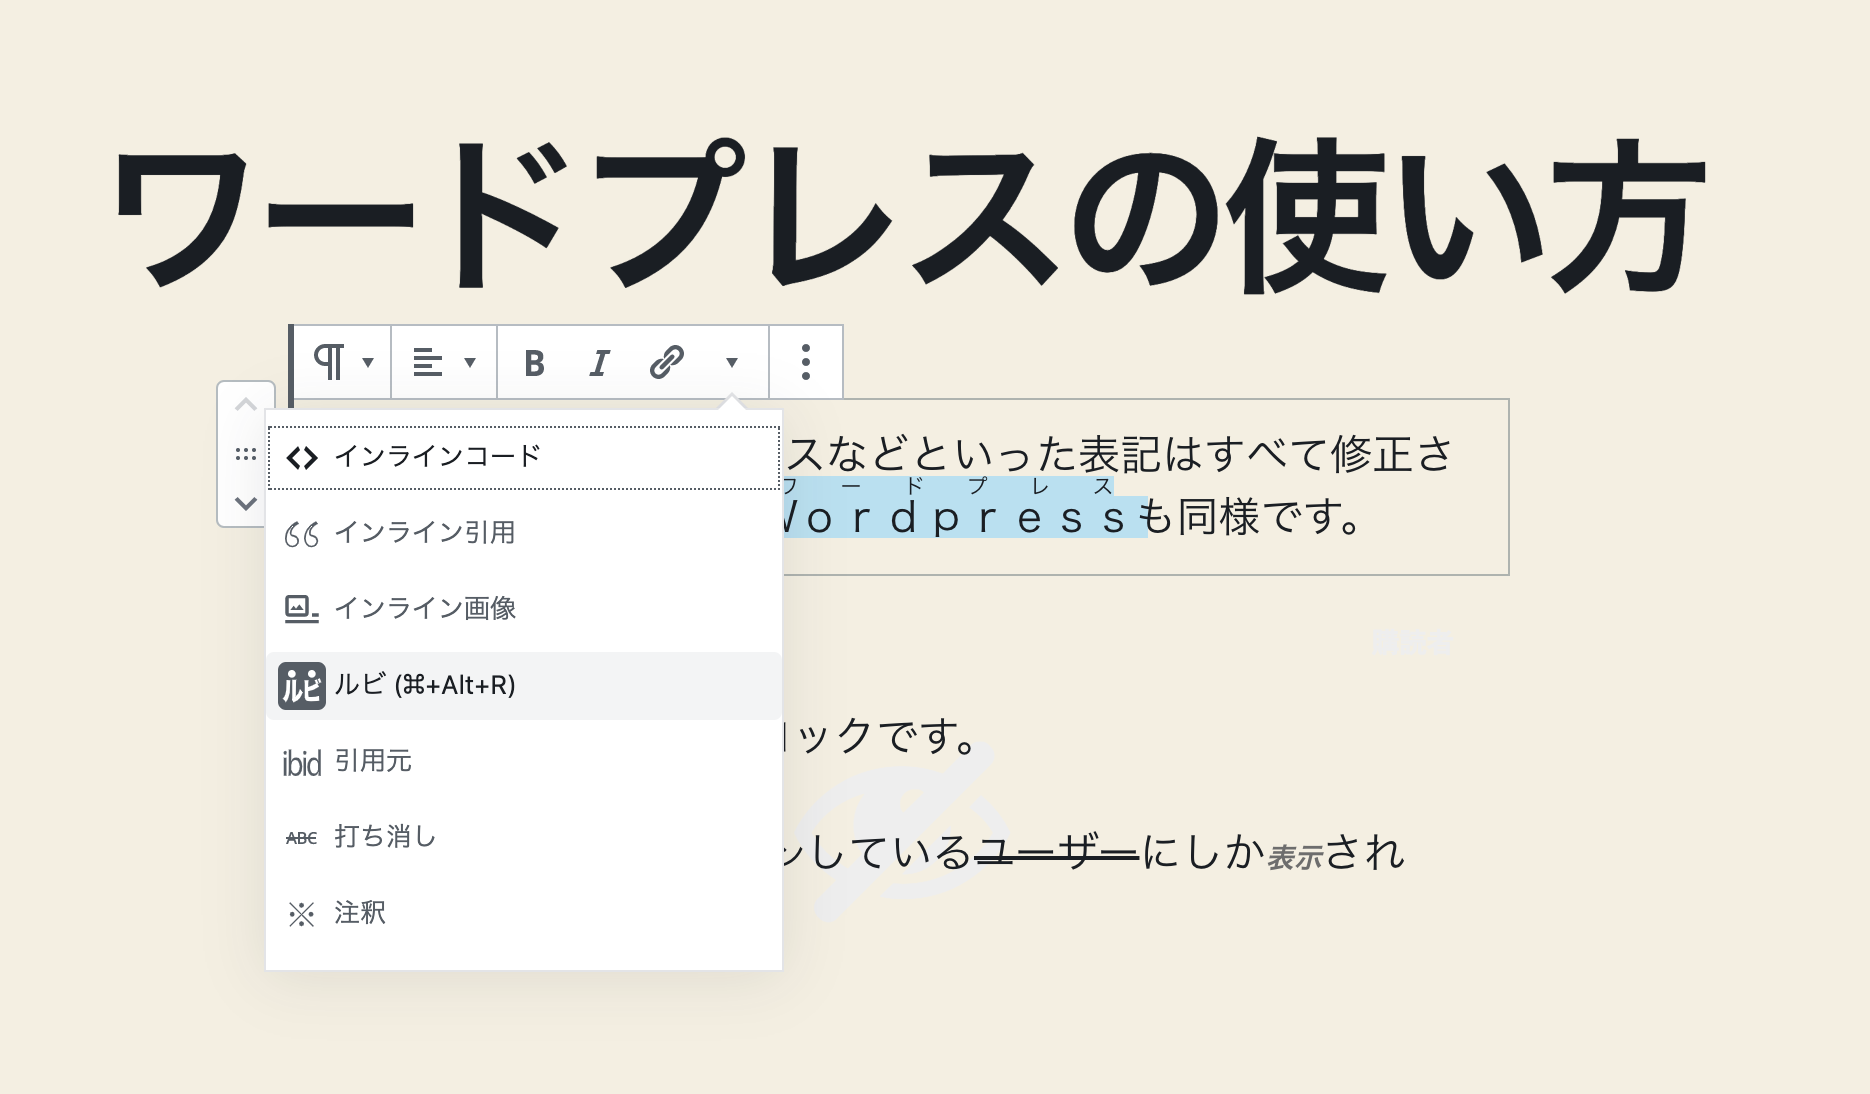 ワードプレスの使い方
B I
スなどといった表記はすべて修正さ
ワードプレス
Wordpressも同様です。
インラインコード
インライン引用
インライン画像
ルビ ルビ (⌘+Alt+R)
ibid 引用元
ABC 打ち消し
※ 注釈
ックです。
しているユーザーにしか表示され